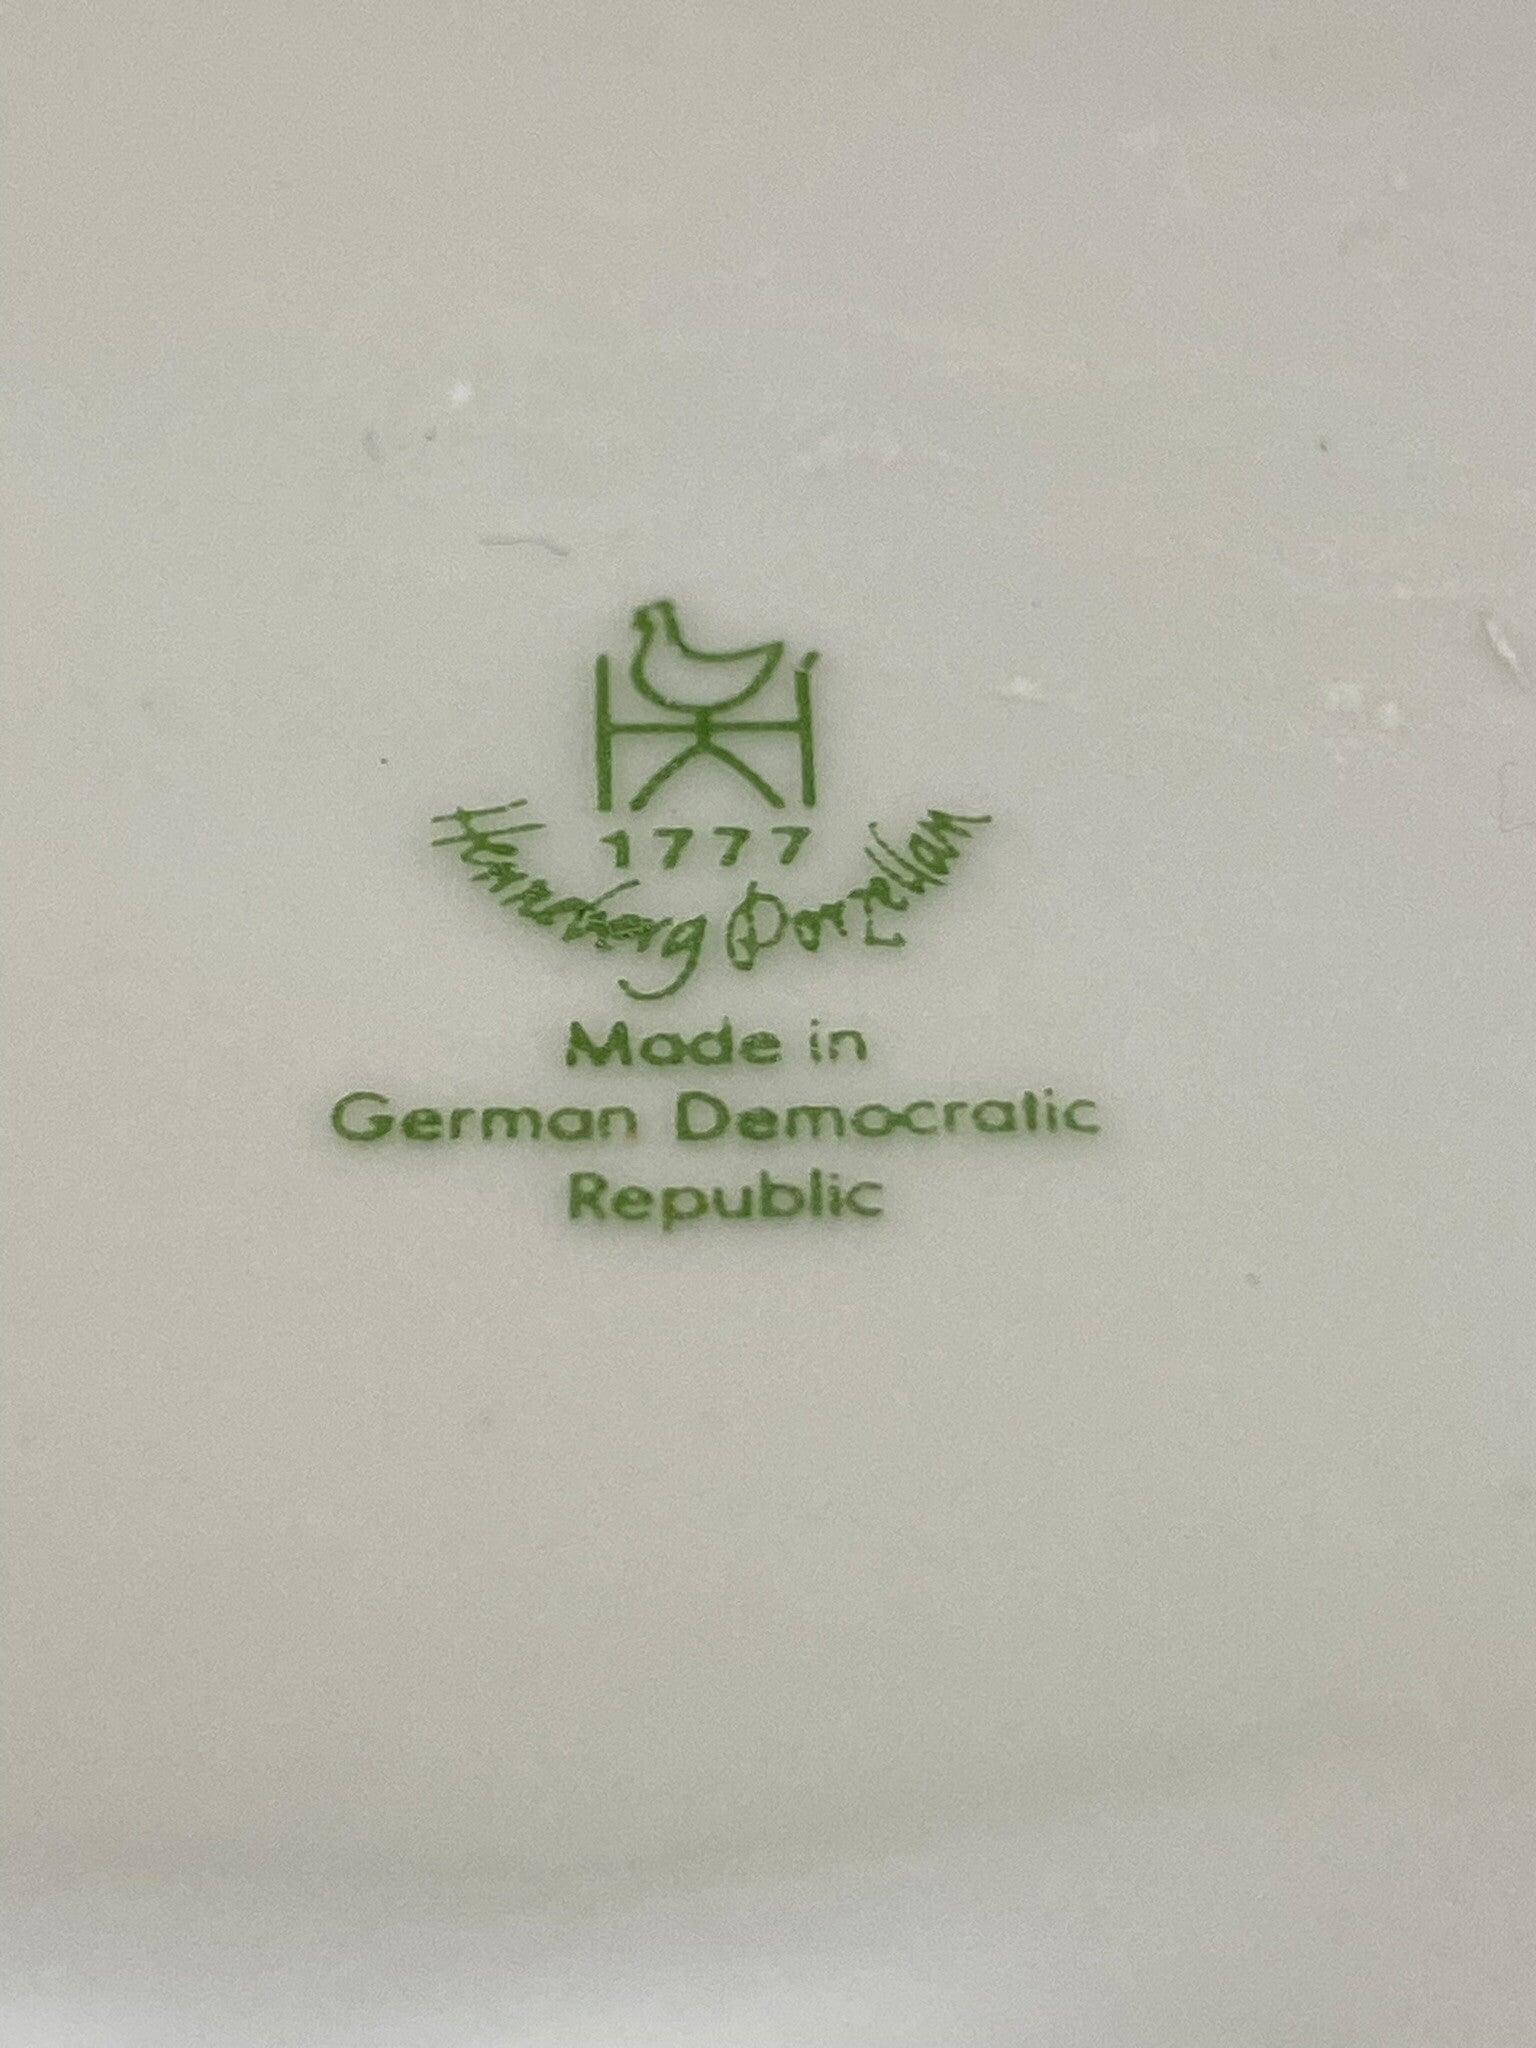 1777
Henneberg Porzellan
Made in
German Democratic
Republic